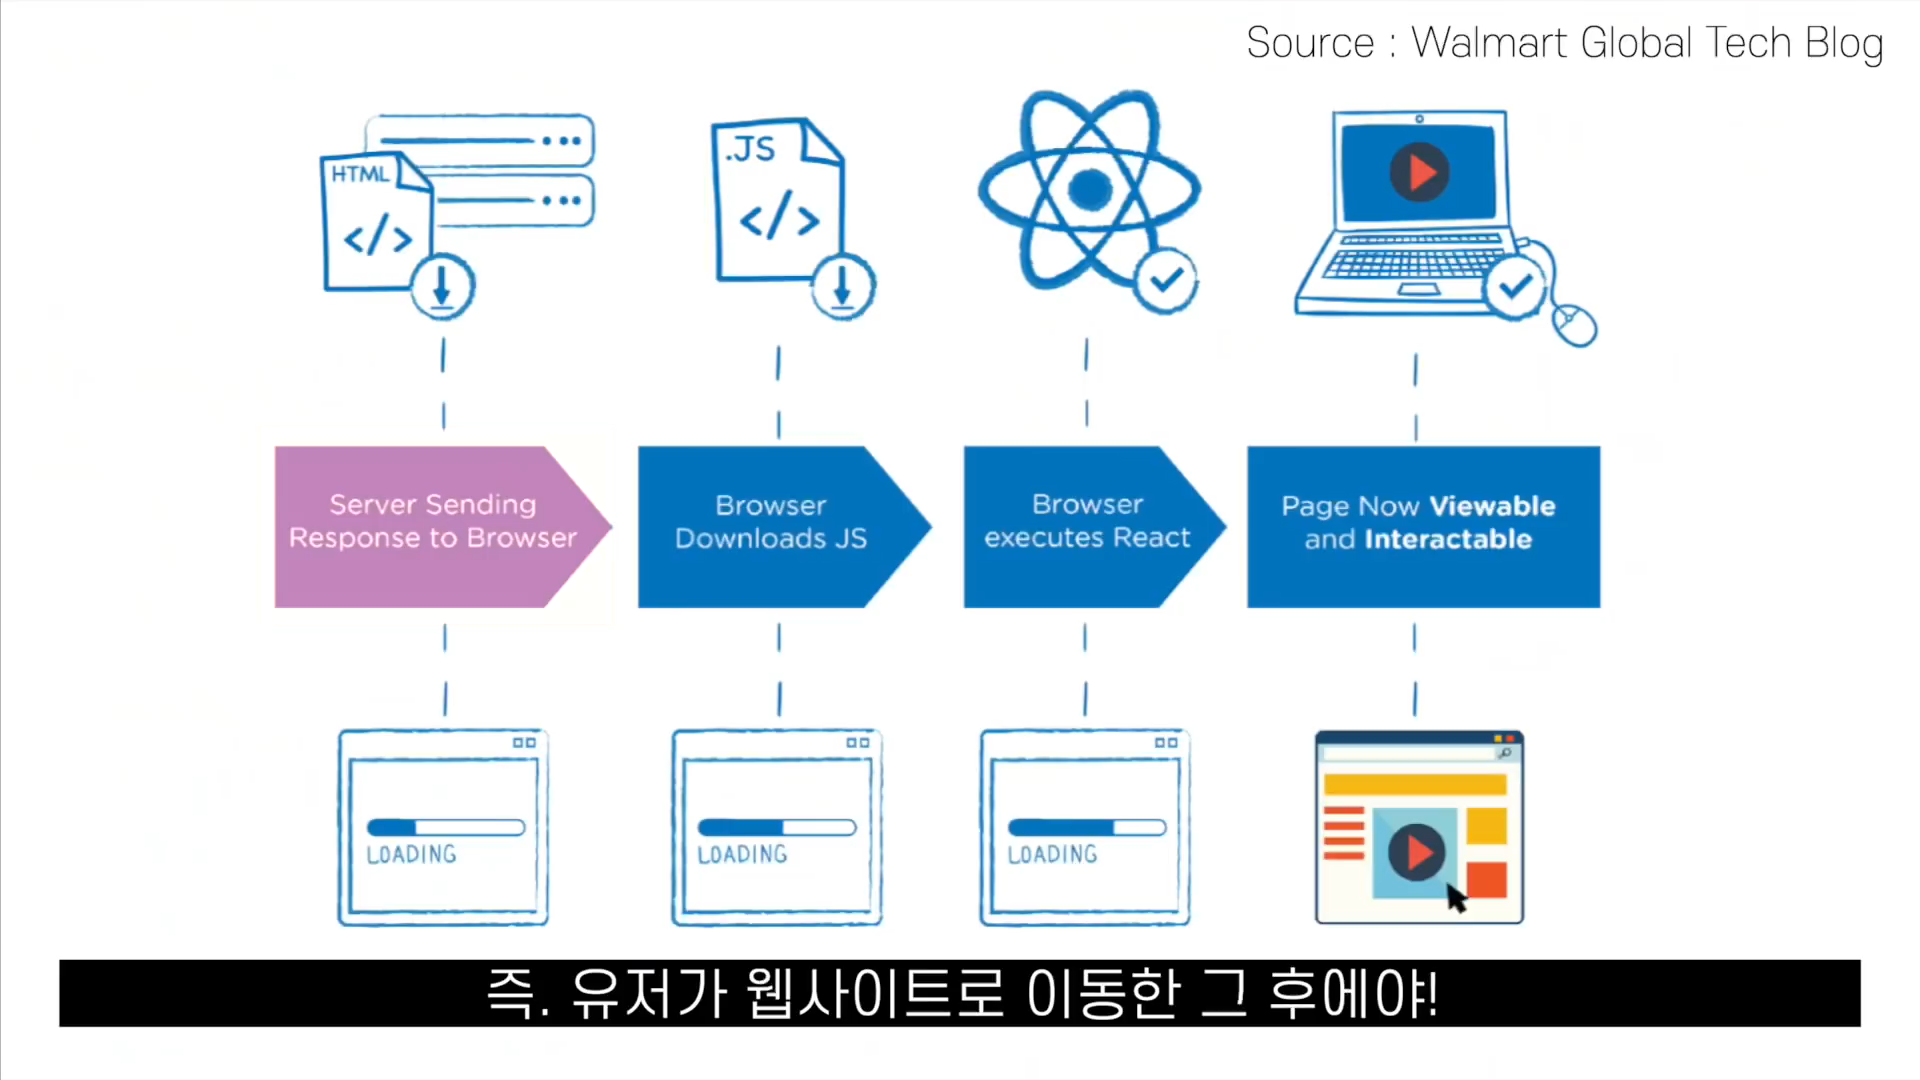 Source : Walmart Global Tech Blog
HTML
</>
.JS
</>
Server Sending
Response to Browser
Browser
Downloads JS
Browser
executes React
Page Now Viewable
and Interactable
LOADING
LOADING
LOADING
즉. 유저가 웹사이트로 이동한 그 후에야!